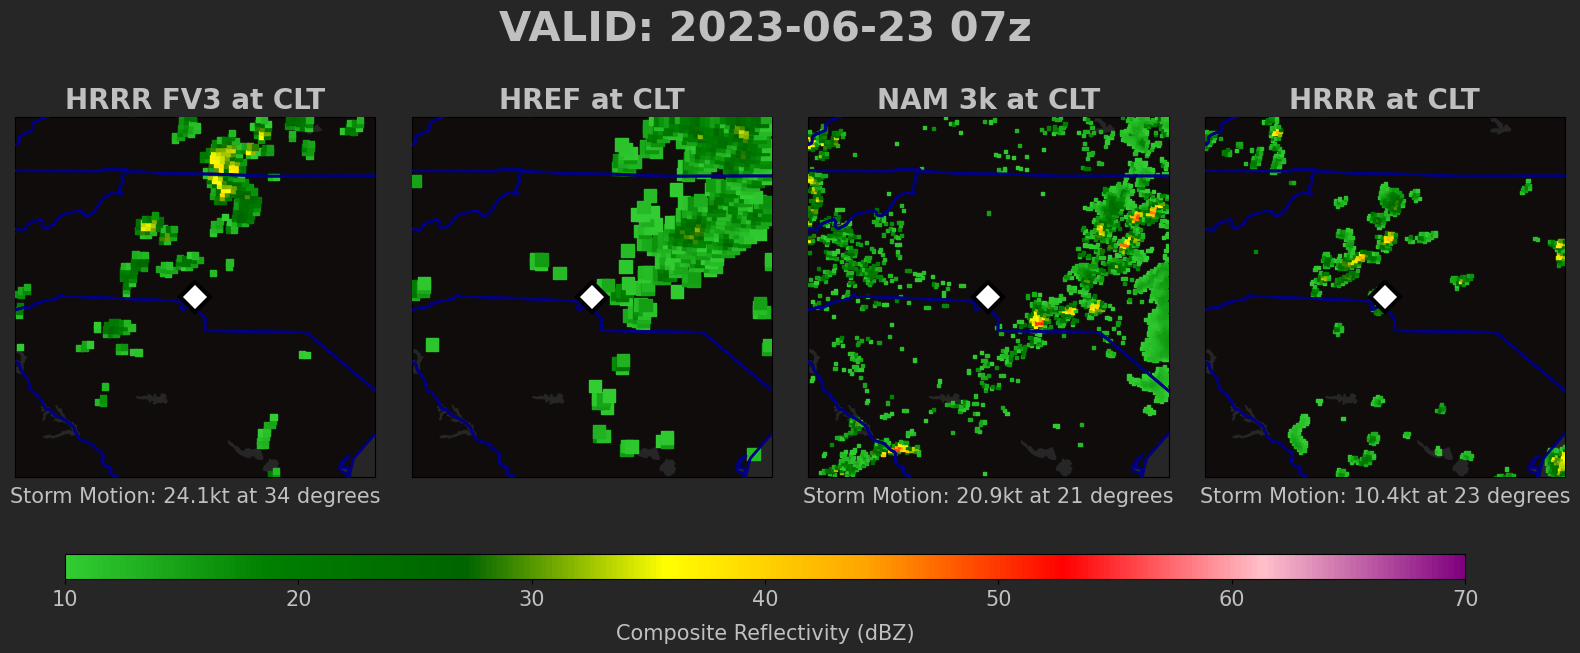 VALID: 2023-06-23 07z
HRRR FV3 at CLT
HREF at CLT
NAM 3k at CLT
HRRR at CLT
Storm Motion: 24.1kt at 34 degrees
Storm Motion: 20.9kt at 21 degrees
Storm Motion: 10.4kt at 23 degrees
10 20 30 40 50 60 70
Composite Reflectivity (dBZ)